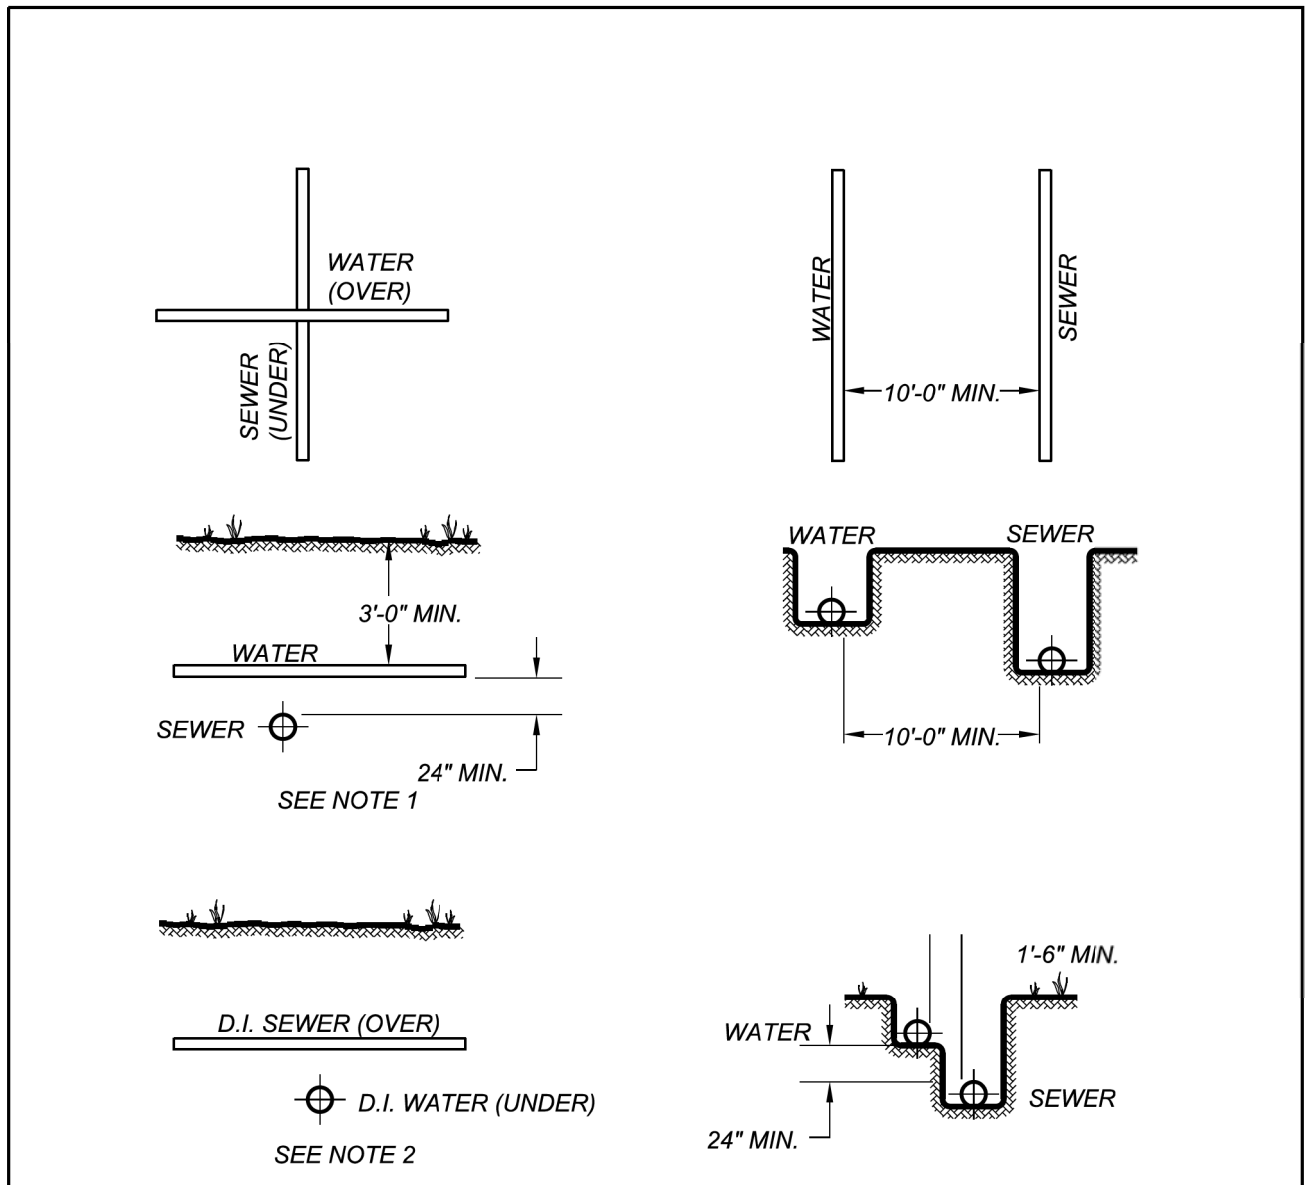 WATER
(OVER)
SEWER
(UNDER)
WATER
SEWER
10'-0" MIN.
3'-0" MIN.
WATER
SEWER
24" MIN.
SEE NOTE 1
WATER
SEWER
10'-0" MIN.
D.I. SEWER (OVER)
D.I. WATER (UNDER)
SEE NOTE 2
1'-6" MIN.
WATER
SEWER
24" MIN.